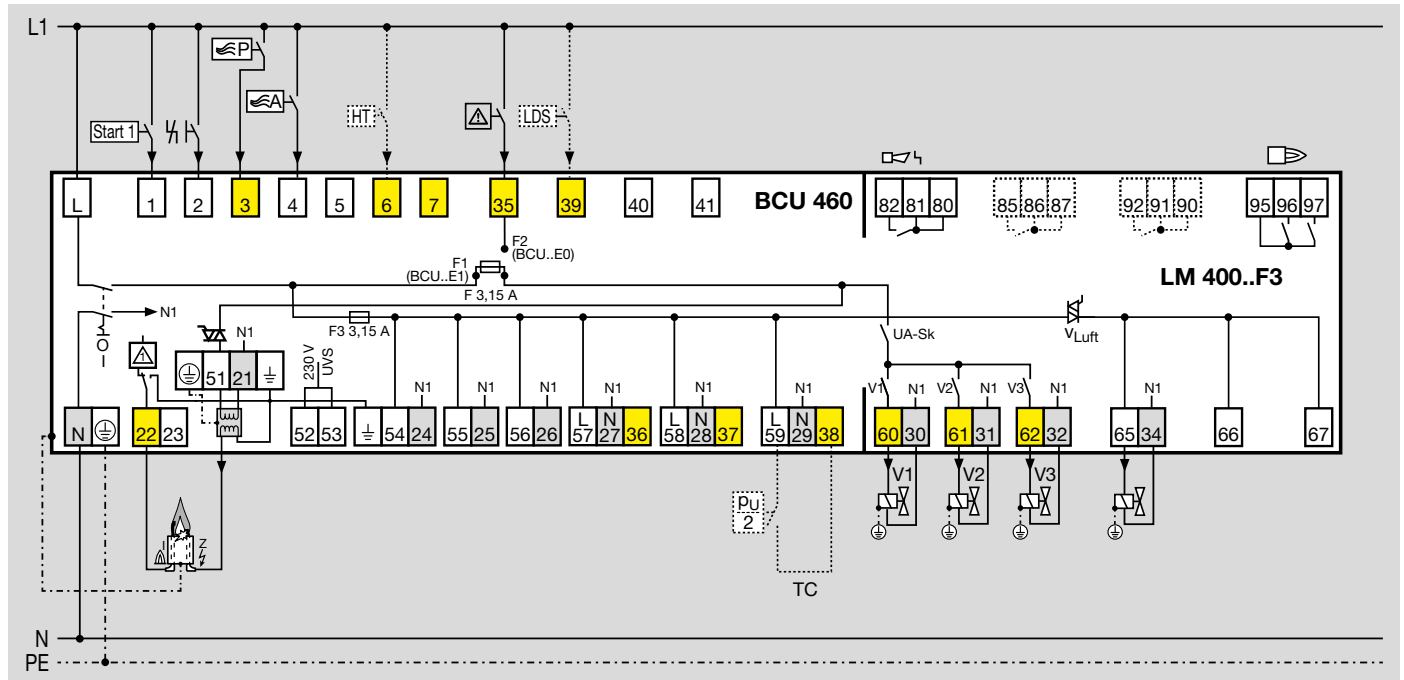 L1
P
A
Start 1
HT
LDS
L 1 2 3 4 5 6 7 35 39 40 41 BCU 460 82 81 80 85 86 87 92 91 90 95 96 97
F2
(BCU..E0)
F1
(BCU..E1)
F 3,15 A
LM 400..F3
N1
F3 3,15 A
UA-Sk
VLuft
O
I
1
N1
51 21
230 V
UVS
N1 N1 N1 N1 N1 N1 V1 N1 V2 N1 V3 N1 N1
N 22 23 52 53 54 24 55 25 56 26 L 57 N 27 36 L 58 N 28 37 L 59 N 29 38 60 30 61 31 62 32 65 34 66 67
V1 V2 V3
pU
2
I Z
TC
N
PE